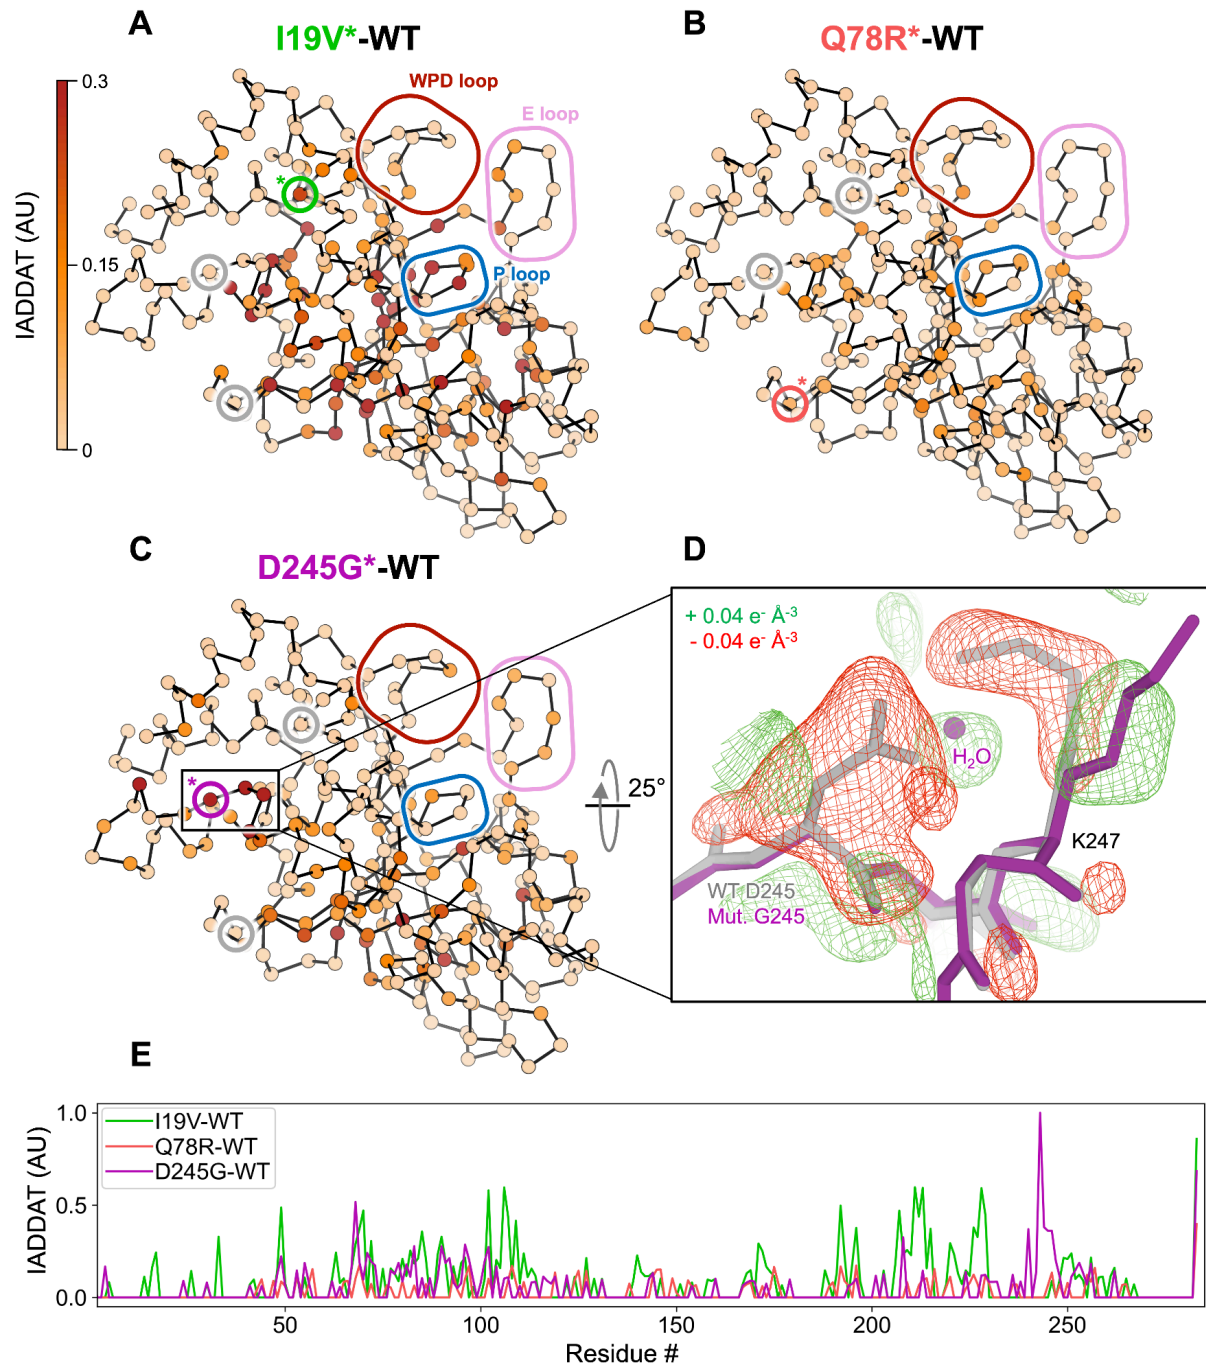 A
I19V*-WT
B
Q78R*-WT
0.3
0.15
0
IADDAT (AU)
WPD loop
E loop
P loop
*
*
C
D245G*-WT
*
25°
D
+ 0.04 e- Å-3
- 0.04 e- Å-3
H2O
K247
WT D245
Mut. G245
E
I19V-WT
Q78R-WT
D245G-WT
1.0
0.5
0.0
IADDAT (AU)
50
100
150
200
250
Residue #